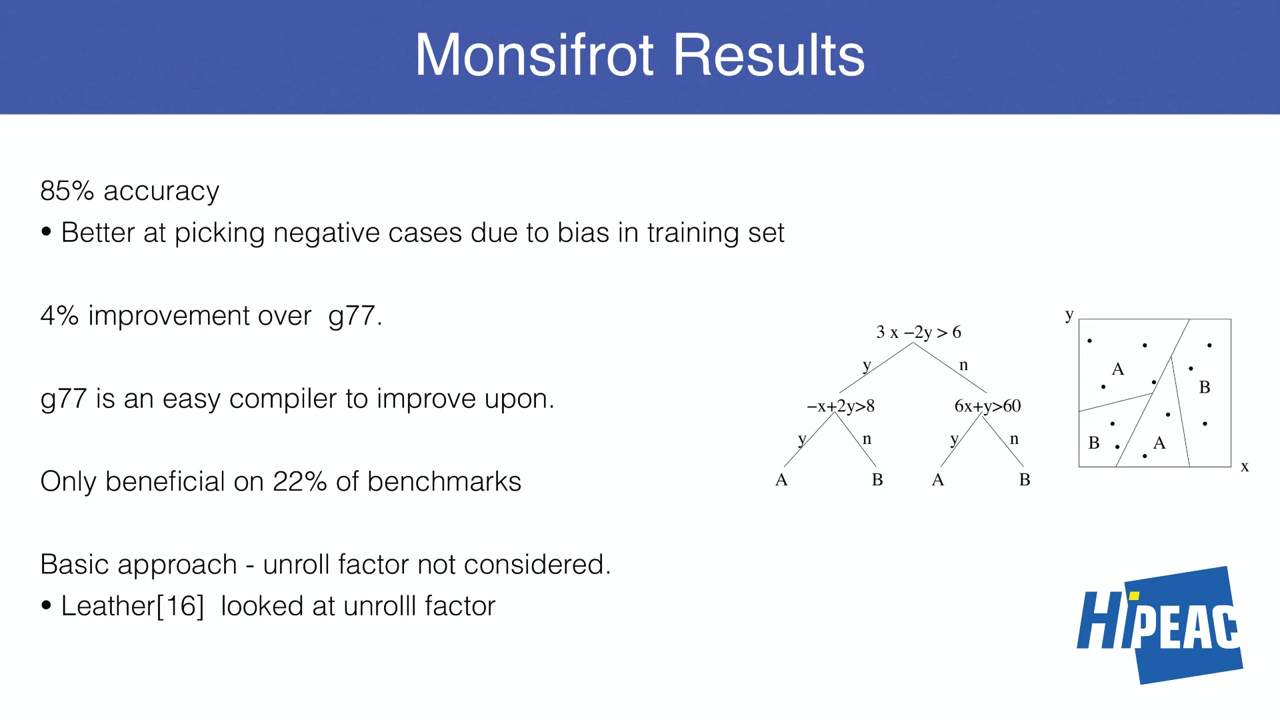 Monsifrot Results
85% accuracy
• Better at picking negative cases due to bias in training set
4% improvement over g77.
g77 is an easy compiler to improve upon.
Only beneficial on 22% of benchmarks
Basic approach - unroll factor not considered.
• Leather[16] looked at unrolll factor
3 x −2y > 6
y n
−x+2y>8 6x+y>60
y n y n
A B A B
y
A
B
B A
x
HiPEAC